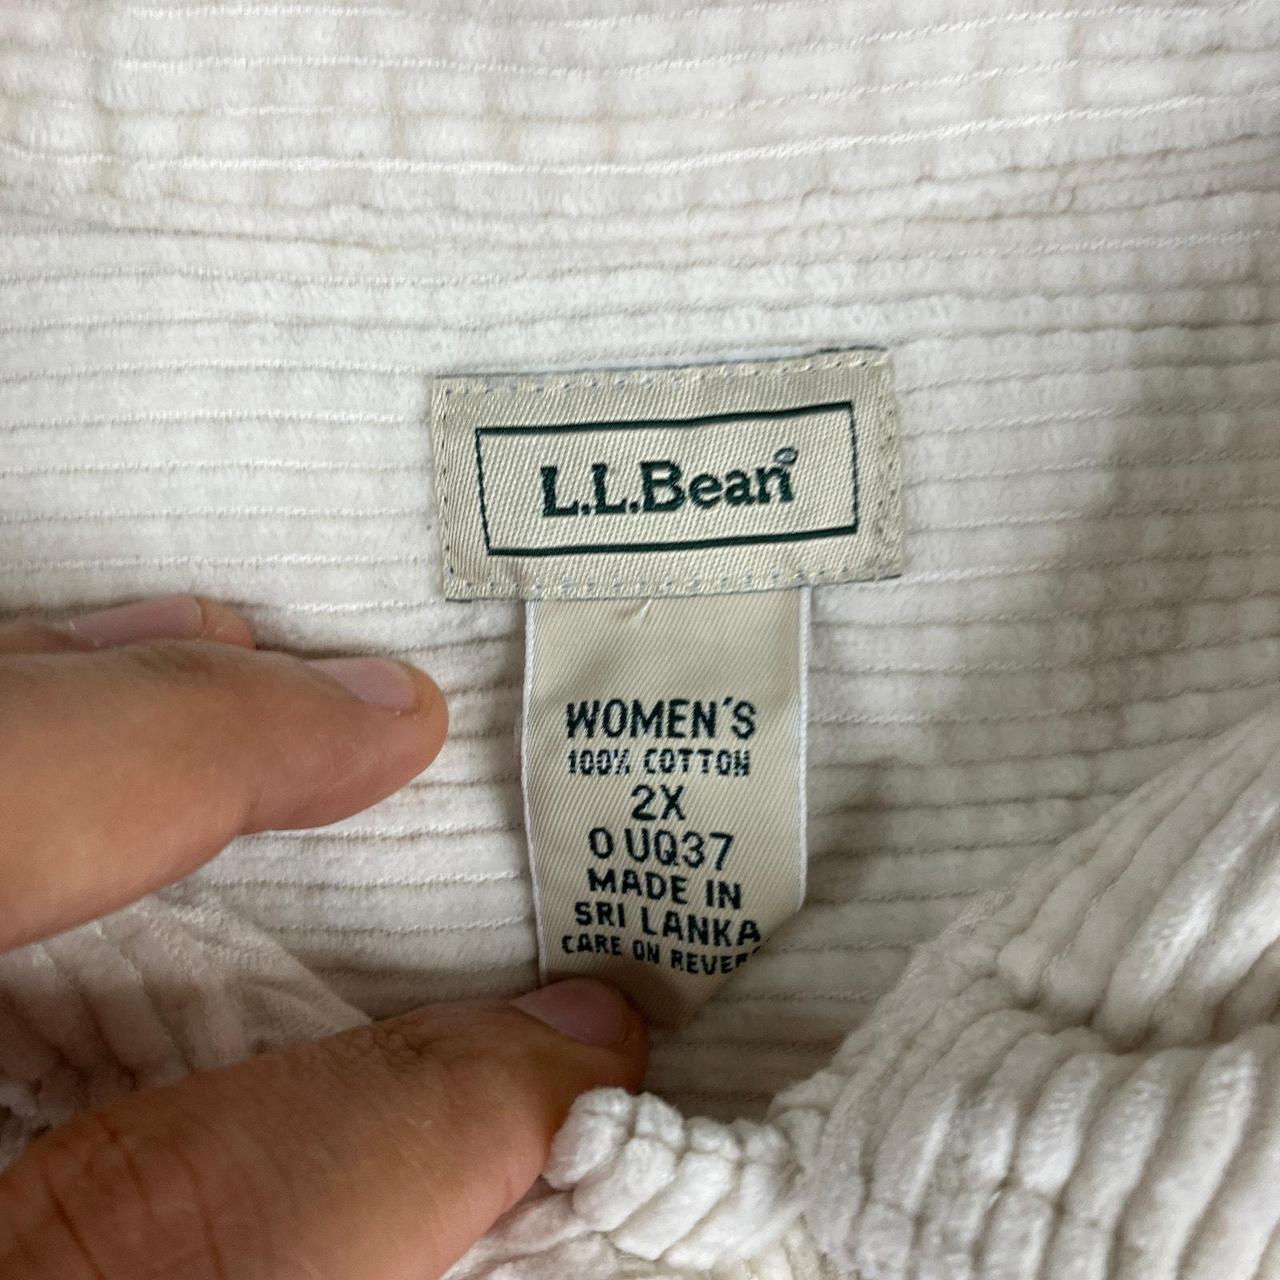 L.L.Bean®
WOMEN'S
100% COTTON
2X
0 UQ37
MADE IN
SRI LANKA
CARE ON